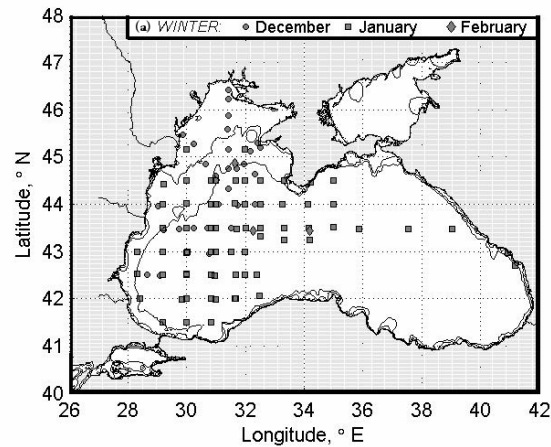 (a) WINTER: December January February
48
47
46
45
44
43
42
41
40
Latitude, ° N
26 28 30 32 34 36 38 40 42
Longitude, ° E